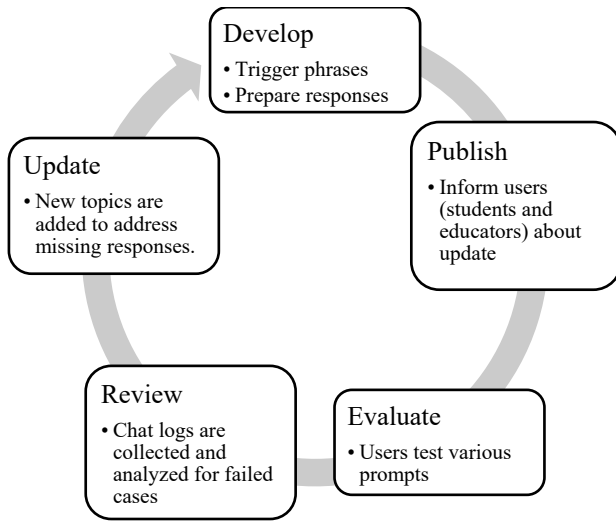 Develop
• Trigger phrases
• Prepare responses
Publish
• Inform users
(students and
educators) about
update
Evaluate
• Users test various
prompts
Review
• Chat logs are
collected and
analyzed for failed
cases
Update
• New topics are
added to address
missing responses.